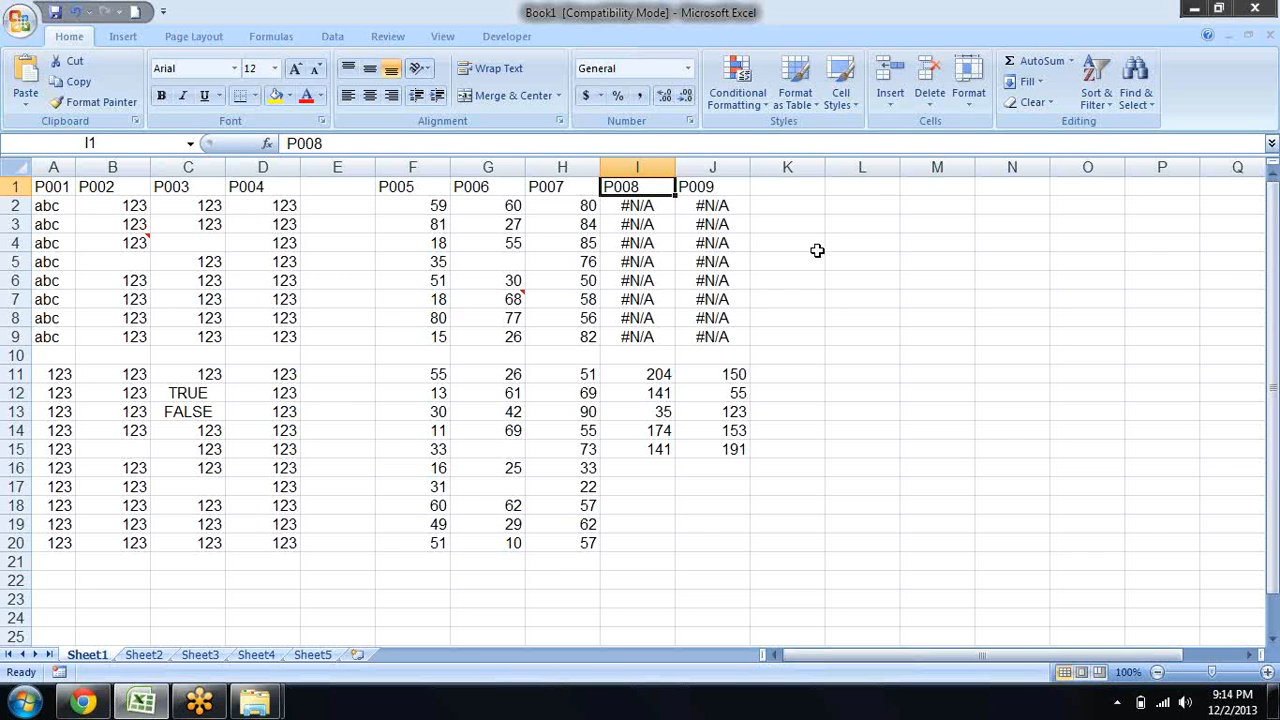 Book1 [Compatibility Mode] - Microsoft Excel
Home Insert Page Layout Formulas Data Review View Developer
Paste Cut Copy Format Painter Clipboard
Arial 12 A A B I U A Font
Wrap Text Merge & Center Alignment
General $ % , Number
Conditional Formatting Format as Table Cell Styles Styles
Insert Delete Format Cells
Σ AutoSum Fill Clear Sort & Filter Find & Select Editing
I1 fx P008
A B C D E F G H I J K L M N O P Q
1 P001 P002 P003 P004 P005 P006 P007 P008 P009
2 abc 123 123 123 59 60 80 #N/A #N/A
3 abc 123 123 123 81 27 84 #N/A #N/A
4 abc 123 123 18 55 85 #N/A #N/A
5 abc 123 123 35 76 #N/A #N/A
6 abc 123 123 123 51 30 50 #N/A #N/A
7 abc 123 123 123 18 68 58 #N/A #N/A
8 abc 123 123 123 80 77 56 #N/A #N/A
9 abc 123 123 123 15 26 82 #N/A #N/A
10
11 123 123 123 123 55 26 51 204 150
12 123 123 TRUE 123 13 61 69 141 55
13 123 123 FALSE 123 30 42 90 35 123
14 123 123 123 123 11 69 55 174 153
15 123 123 123 33 73 141 191
16 123 123 123 123 16 25 33
17 123 123 123 31 22
18 123 123 123 123 60 62 57
19 123 123 123 123 49 29 62
20 123 123 123 123 51 10 57
21
22
23
24
25
Sheet1 Sheet2 Sheet3 Sheet4 Sheet5
Ready 100%
9:14 PM
12/2/2013